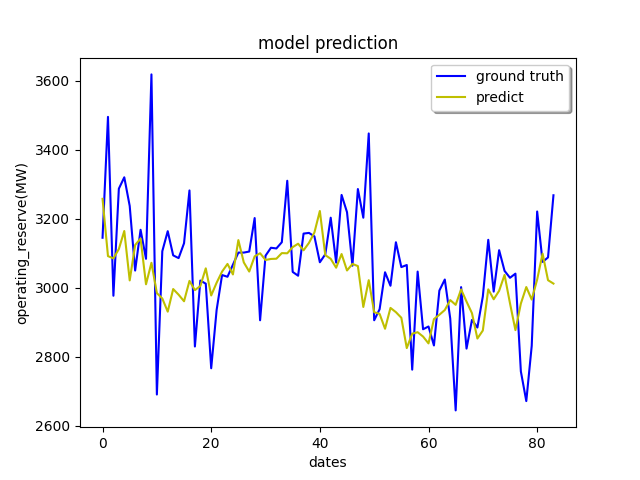 model prediction
ground truth
predict
operating_reserve(MW)
3600
3400
3200
3000
2800
2600
0 20 40 60 80
dates